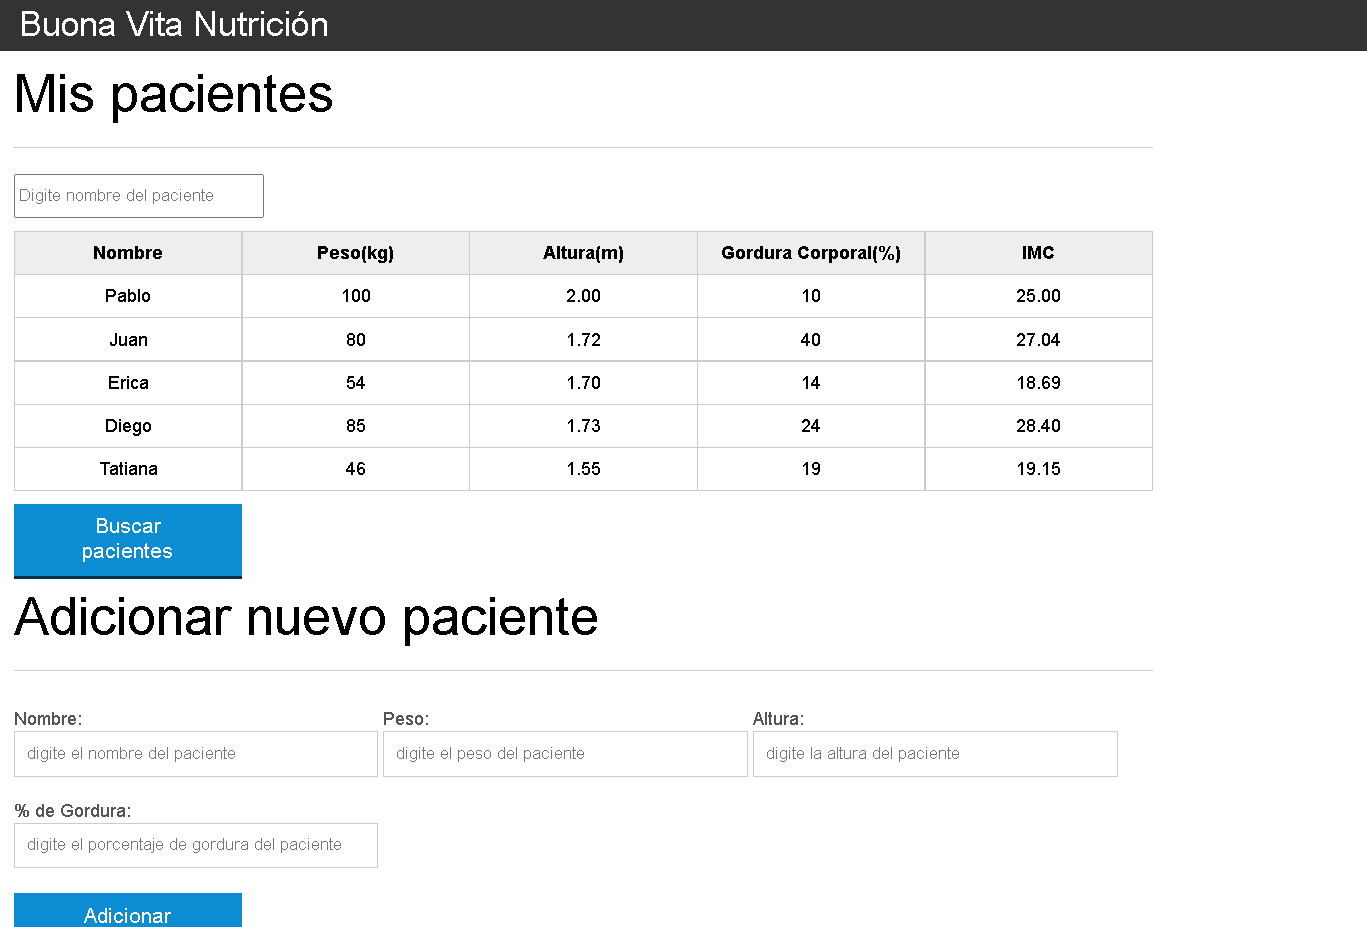 Buona Vita Nutrición
Mis pacientes
Digite nombre del paciente
Nombre Peso(kg) Altura(m) Gordura Corporal(%) IMC
Pablo 100 2.00 10 25.00
Juan 80 1.72 40 27.04
Erica 54 1.70 14 18.69
Diego 85 1.73 24 28.40
Tatiana 46 1.55 19 19.15
Buscar
pacientes
Adicionar nuevo paciente
Nombre: Peso: Altura:
digite el nombre del paciente digite el peso del paciente digite la altura del paciente
% de Gordura:
digite el porcentaje de gordura del paciente
Adicionar